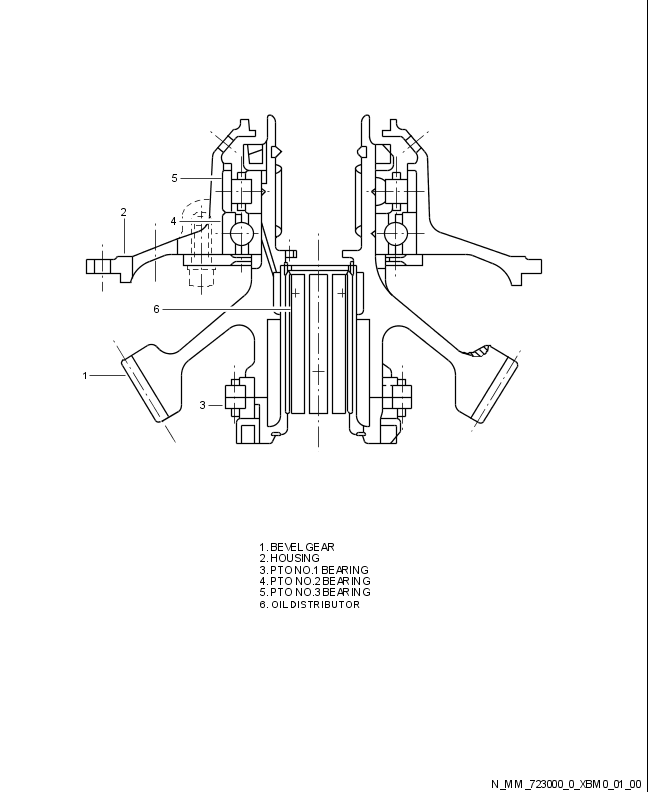 5
2
4
6
1
3
1. BEVEL GEAR
2. HOUSING
3. PTO NO.1 BEARING
4. PTO NO.2 BEARING
5. PTO NO.3 BEARING
6. OIL DISTRIBUTOR
N_MM_723000_0_XBM0_01_00